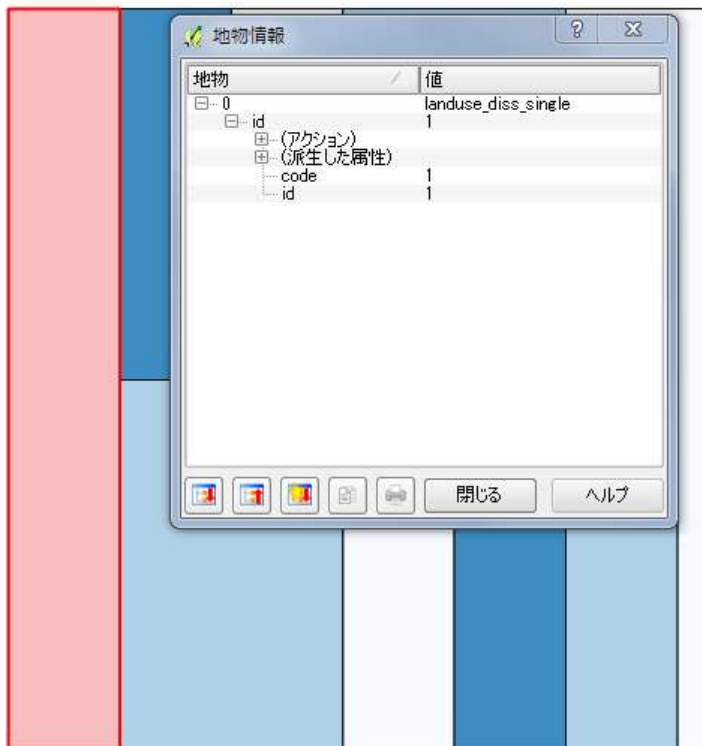 地物情報
地物 値
0 landuse_diss_single
id 1
(アクション)
(派生した属性)
code 1
id 1
閉じる ヘルプ